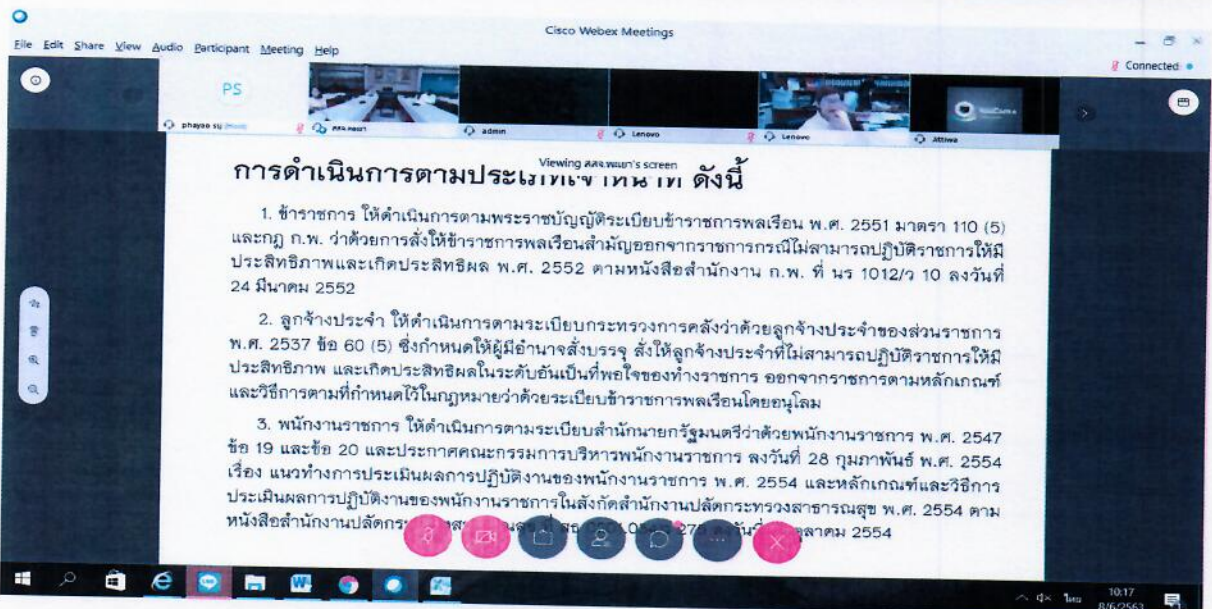 Cisco Webex Meetings
File Edit Share View Audio Participant Meeting Help
Connected
PS
phayao su
สสจ.พะเยา
admin
Lenovo
Lenovo
Attiwa
Viewing สสจ.พะเยา's screen
การดำเนินการตามประเภทเจ้าหน้าที่ ดังนี้
1. ข้าราชการ ให้ดำเนินการตามพระราชบัญญัติระเบียบข้าราชการพลเรือน พ.ศ. 2551 มาตรา 110 (5)
และกฎ ก.พ. ว่าด้วยการสั่งให้ข้าราชการพลเรือนสามัญออกจากราชการกรณีไม่สามารถปฏิบัติราชการให้มี
ประสิทธิภาพและเกิดประสิทธิผล พ.ศ. 2552 ตามหนังสือสำนักงาน ก.พ. ที่ นร 1012/ว 10 ลงวันที่
24 มีนาคม 2552
2. ลูกจ้างประจำ ให้ดำเนินการตามระเบียบกระทรวงการคลังว่าด้วยลูกจ้างประจำของส่วนราชการ
พ.ศ. 2537 ข้อ 60 (5) ซึ่งกำหนดให้ผู้มีอำนาจสั่งบรรจุ สั่งให้ลูกจ้างประจำที่ไม่สามารถปฏิบัติราชการให้มี
ประสิทธิภาพ และเกิดประสิทธิผลในระดับอันเป็นที่พอใจของทางราชการ ออกจากราชการตามหลักเกณฑ์
และวิธีการตามที่กำหนดไว้ในกฎหมายว่าด้วยระเบียบข้าราชการพลเรือนโดยอนุโลม
3. พนักงานราชการ ให้ดำเนินการตามระเบียบสำนักนายกรัฐมนตรีว่าด้วยพนักงานราชการ พ.ศ. 2547
ข้อ 19 และข้อ 20 และประกาศคณะกรรมการบริหารพนักงานราชการ ลงวันที่ 28 กุมภาพันธ์ พ.ศ. 2554
เรื่อง แนวทางการประเมินผลการปฏิบัติงานของพนักงานราชการ พ.ศ. 2554 และหลักเกณฑ์และวิธีการ
ประเมินผลการปฏิบัติงานของพนักงานราชการในสังกัดสำนักงานปลัดกระทรวงสาธารณสุข พ.ศ. 2554 ตาม
หนังสือสำนักงานปลัดกระ ที่ สธ ตุลาคม 2554
ไทย
10:17
8/6/2563